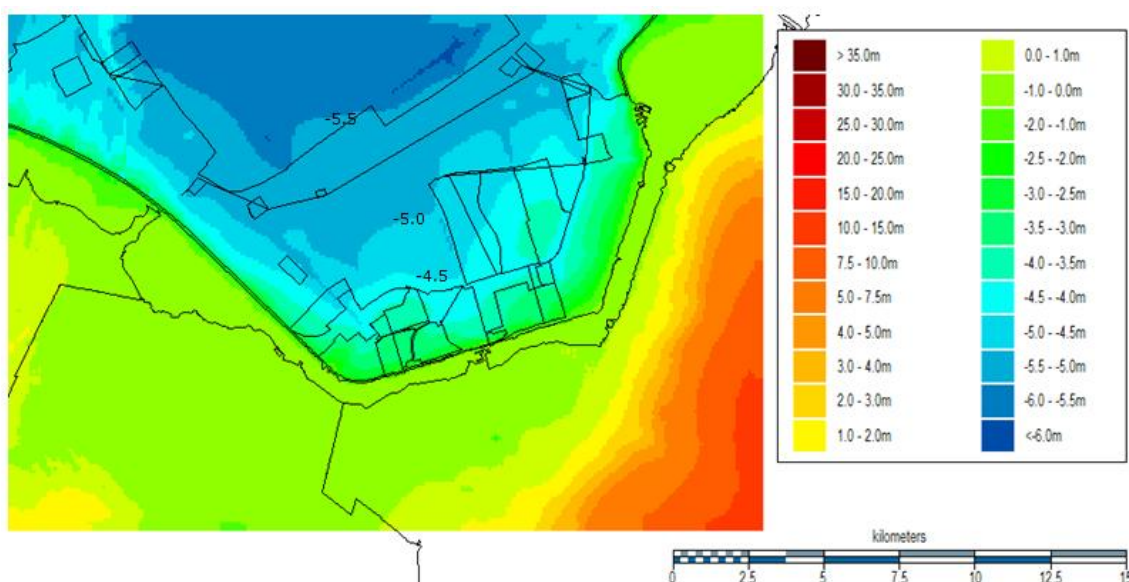 -5.5
-5.0
-4.5
> 35.0m
30.0 - 35.0m
25.0 - 30.0m
20.0 - 25.0m
15.0 - 20.0m
10.0 - 15.0m
7.5 - 10.0m
5.0 - 7.5m
4.0 - 5.0m
3.0 - 4.0m
2.0 - 3.0m
1.0 - 2.0m
0.0 - 1.0m
-1.0 - 0.0m
-2.0 - -1.0m
-2.5 - -2.0m
-3.0 - -2.5m
-3.5 - -3.0m
-4.0 - -3.5m
-4.5 - -4.0m
-5.0 - -4.5m
-5.5 - -5.0m
-6.0 - -5.5m
<-6.0m
kilometers
0 2.5 5 7.5 10 12.5 15